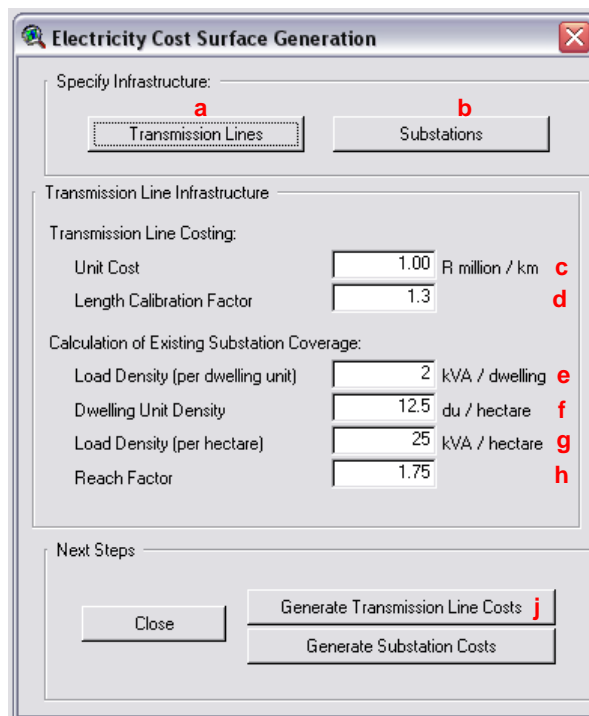 Electricity Cost Surface Generation
Specify Infrastructure:
a b
Transmission Lines Substations
Transmission Line Infrastructure
Transmission Line Costing:
Unit Cost 1.00 R million / km c
Length Calibration Factor 1.3 d
Calculation of Existing Substation Coverage:
Load Density (per dwelling unit) 2 kVA / dwelling e
Dwelling Unit Density 12.5 du / hectare f
Load Density (per hectare) 25 kVA / hectare g
Reach Factor 1.75 h
Next Steps
Generate Transmission Line Costs j
Close
Generate Substation Costs